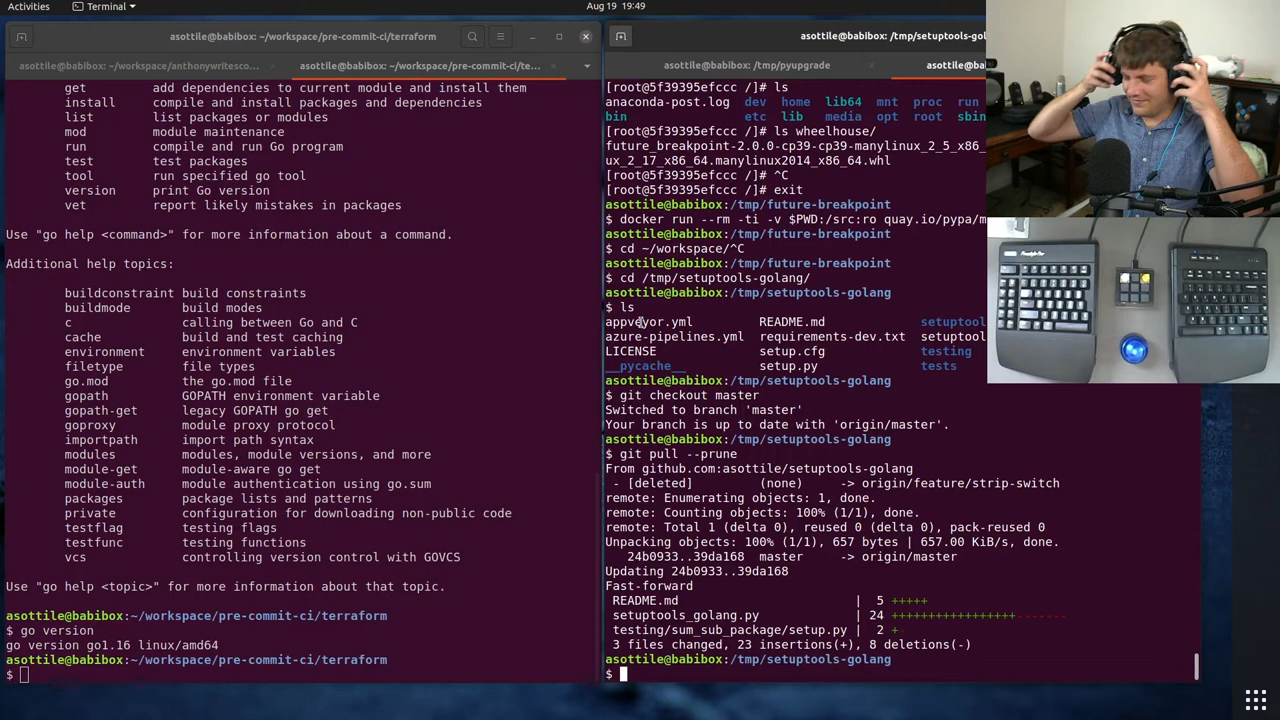 Activities
Terminal
Aug 19 19:49
asottile@babibox: ~/workspace/pre-commit-ci/terraform
asottile@babibox: ~/workspace/anthonywritesco...
asottile@babibox: ~/workspace/pre-commit-ci/te...
get add dependencies to current module and install them
install compile and install packages and dependencies
list list packages or modules
mod module maintenance
run compile and run Go program
test test packages
tool run specified go tool
version print Go version
vet report likely mistakes in packages
Use "go help <command>" for more information about a command.
Additional help topics:
buildconstraint build constraints
buildmode build modes
c calling between Go and C
cache build and test caching
environment environment variables
filetype file types
go.mod the go.mod file
gopath GOPATH environment variable
gopath-get legacy GOPATH go get
goproxy module proxy protocol
importpath import path syntax
modules modules, module versions, and more
module-get module-aware go get
module-auth module authentication using go.sum
packages package lists and patterns
private configuration for downloading non-public code
testflag testing flags
testfunc testing functions
vcs controlling version control with GOVCS
Use "go help <topic>" for more information about that topic.
asottile@babibox:~/workspace/pre-commit-ci/terraform
$ go version
go version go1.16 linux/amd64
asottile@babibox:~/workspace/pre-commit-ci/terraform
$
asottile@babibox: /tmp/setuptools-gola
asottile@babibox: /tmp/pyupgrade
asottile@ba
[root@5f39395efccc /]# ls
anaconda-post.log dev home lib64 mnt proc run
bin etc lib media opt root sbin
[root@5f39395efccc /]# ls wheelhouse/
future_breakpoint-2.0.0-cp39-cp39-manylinux_2_5_x86_
ux_2_17_x86_64.manylinux2014_x86_64.whl
[root@5f39395efccc /]# ^C
[root@5f39395efccc /]# exit
asottile@babibox:/tmp/future-breakpoint
$ docker run --rm -ti -v $PWD:/src:ro quay.io/pypa/m
asottile@babibox:/tmp/future-breakpoint
$ cd ~/workspace/^C
asottile@babibox:/tmp/future-breakpoint
$ cd /tmp/setuptools-golang/
asottile@babibox:/tmp/setuptools-golang
$ ls
appveyor.yml README.md setuptool
azure-pipelines.yml requirements-dev.txt setuptool
LICENSE setup.cfg testing
__pycache__ setup.py tests
asottile@babibox:/tmp/setuptools-golang
$ git checkout master
Switched to branch 'master'
Your branch is up to date with 'origin/master'.
asottile@babibox:/tmp/setuptools-golang
$ git pull --prune
From github.com:asottile/setuptools-golang
- [deleted] (none) -> origin/feature/strip-switch
remote: Enumerating objects: 1, done.
remote: Counting objects: 100% (1/1), done.
remote: Total 1 (delta 0), reused 0 (delta 0), pack-reused 0
Unpacking objects: 100% (1/1), 657 bytes | 657.00 KiB/s, done.
24b0933..39da168 master -> origin/master
Updating 24b0933..39da168
Fast-forward
README.md | 5 +++++
setuptools_golang.py | 24 +++++++++++++++++-------
testing/sum_sub_package/setup.py | 2 +-
3 files changed, 23 insertions(+), 8 deletions(-)
asottile@babibox:/tmp/setuptools-golang
$